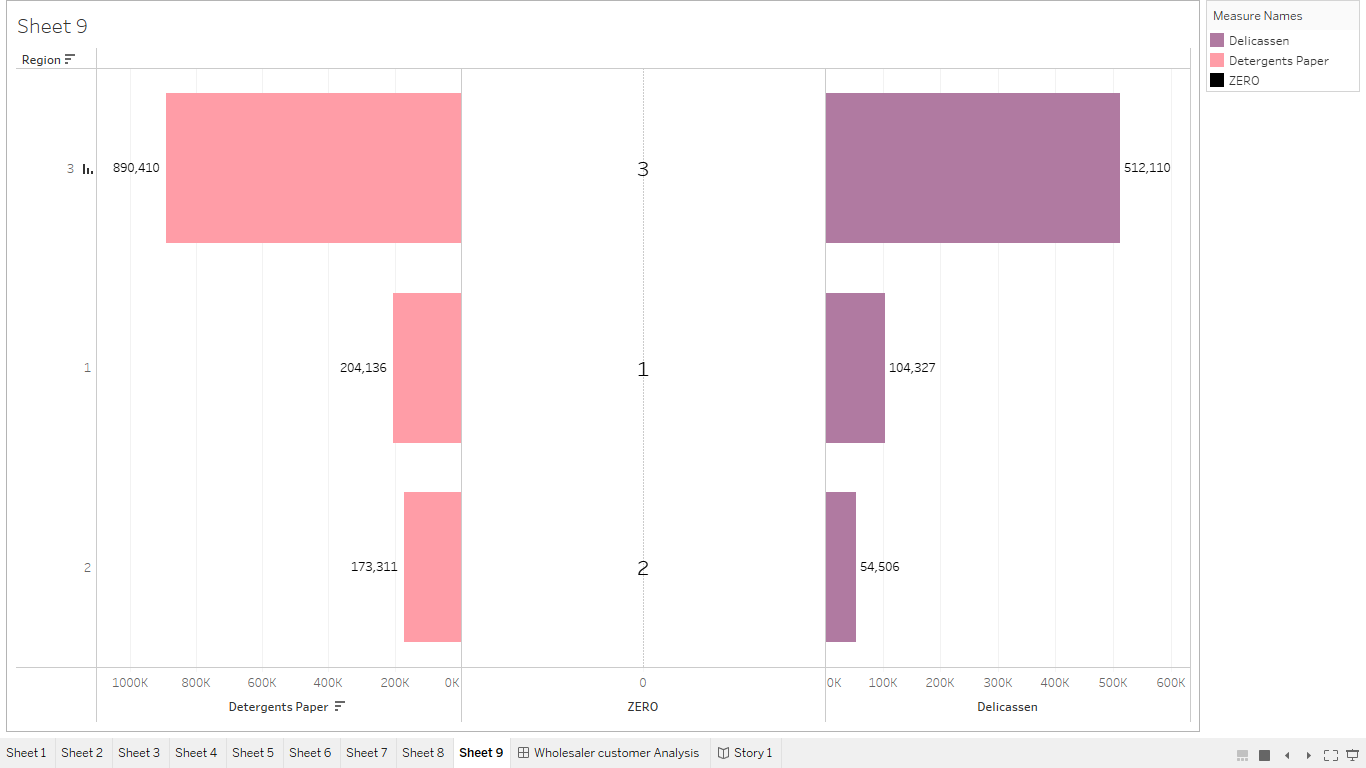 Sheet 9
Measure Names
Delicassen
Detergents Paper
ZERO
Region
3 890,410 3 512,110
1 204,136 1 104,327
2 173,311 2 54,506
1000K 800K 600K 400K 200K 0K 0 0K 100K 200K 300K 400K 500K 600K
Detergents Paper ZERO Delicassen
Sheet 1 Sheet 2 Sheet 3 Sheet 4 Sheet 5 Sheet 6 Sheet 7 Sheet 8 Sheet 9 Wholesaler customer Analysis Story 1